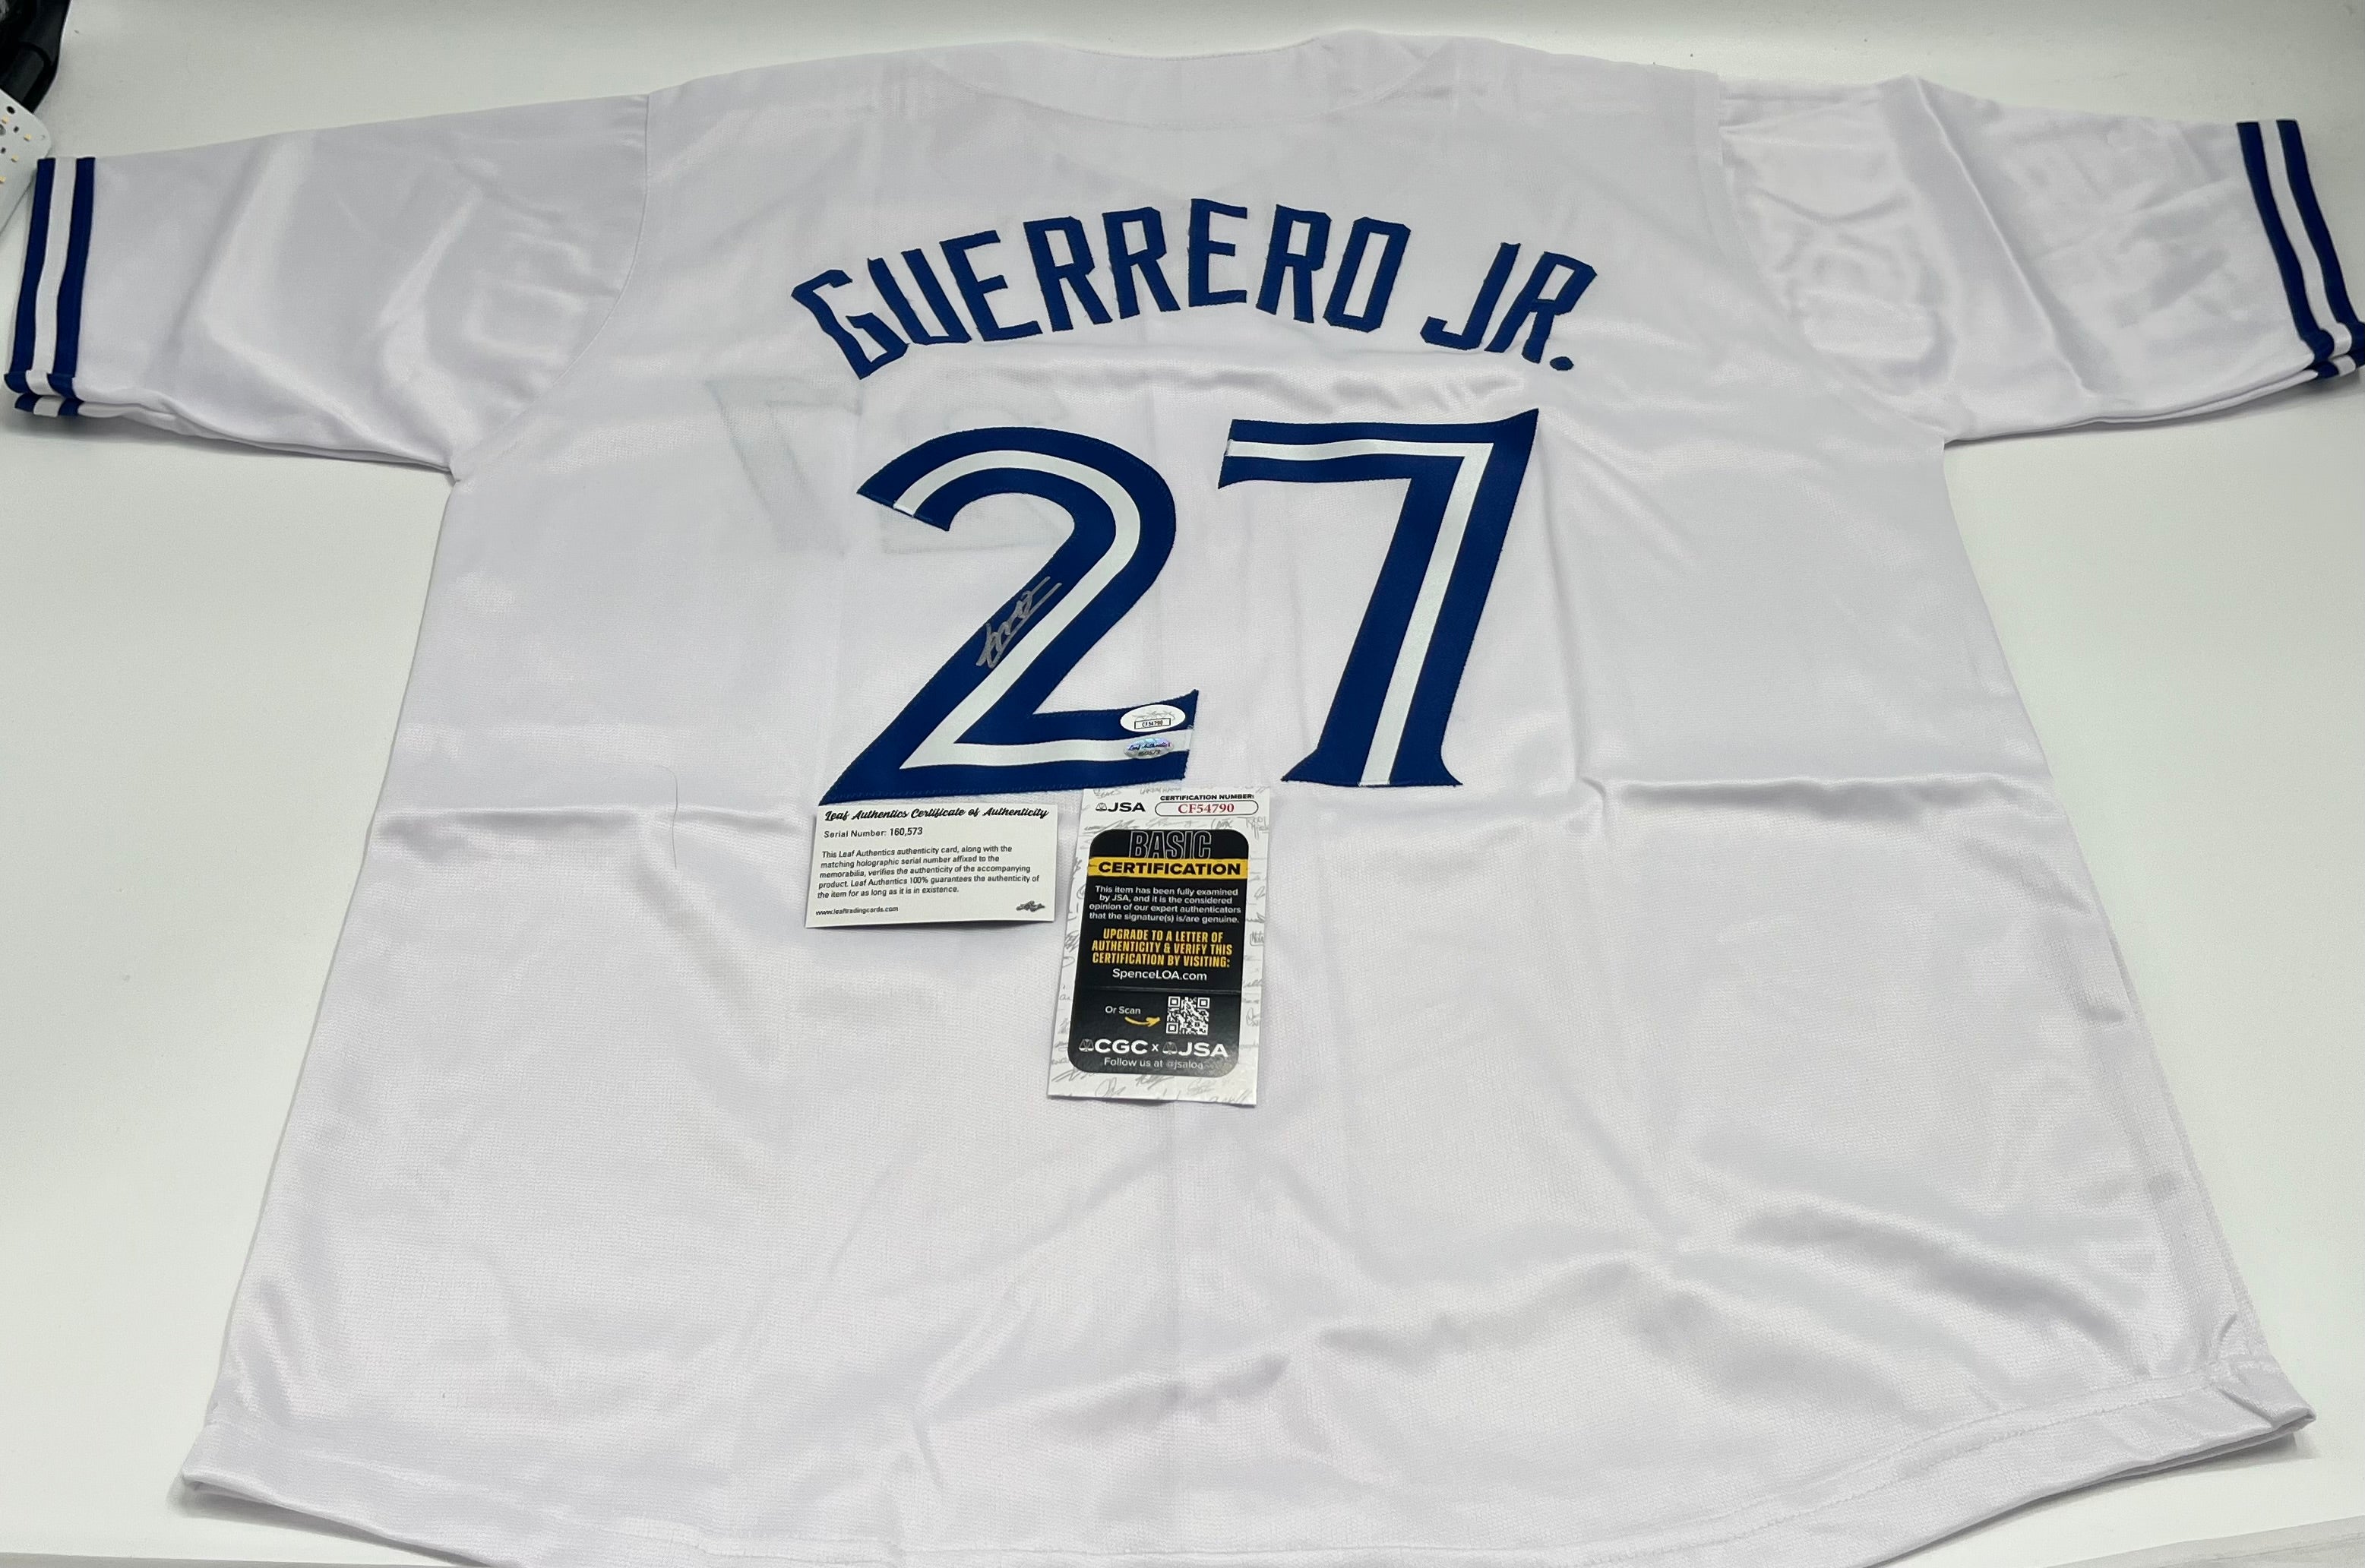 GUERRERO JR.
27
CF54790
Leaf Authentics Certificate of Authenticity
Serial Number: 160,573
This Leaf Authentics authenticity card, along with the
matching holographic serial number affixed to the
memorabilia, verifies the authenticity of the accompanying
product. Leaf Authentics 100% guarantees the authenticity of
the item for as long as it is in existence.
www.leaftradingcards.com
JSA
CERTIFICATION NUMBER:
CF54790
BASIC
CERTIFICATION
This item has been fully examined
by JSA, and it is the considered
opinion of our expert authenticators
that the signature(s) is/are genuine.
UPGRADE TO A LETTER OF
AUTHENTICITY & VERIFY THIS
CERTIFICATION BY VISITING:
SpenceLOA.com
Or Scan
CGC x JSA
Follow us at @jsaloa